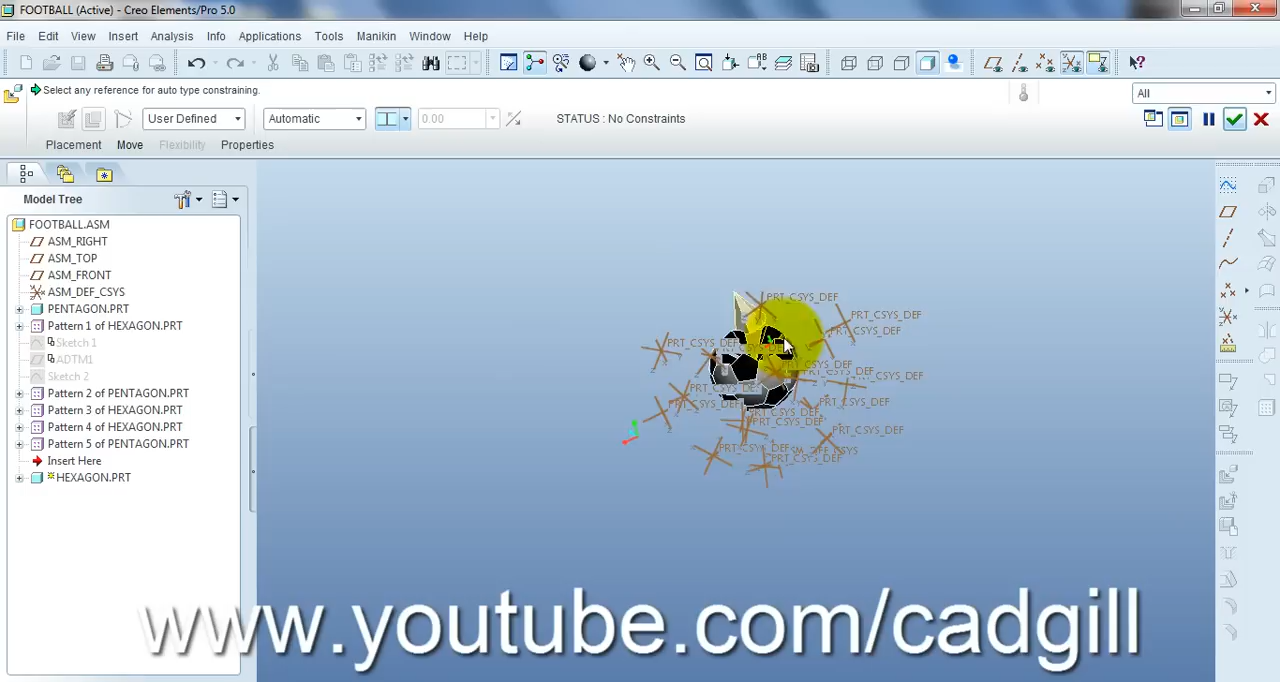 FOOTBALL (Active) - Creo Elements/Pro 5.0
File Edit View Insert Analysis Info Applications Tools Manikin Window Help
Select any reference for auto type constraining.
All
User Defined Automatic 0.00 STATUS : No Constraints
Placement Move Flexibility Properties
Model Tree
FOOTBALL.ASM
ASM_RIGHT
ASM_TOP
ASM_FRONT
ASM_DEF_CSYS
PENTAGON.PRT
Pattern 1 of HEXAGON.PRT
Sketch 1
ADTM1
Sketch 2
Pattern 2 of PENTAGON.PRT
Pattern 3 of HEXAGON.PRT
Pattern 4 of HEXAGON.PRT
Pattern 5 of PENTAGON.PRT
Insert Here
HEXAGON.PRT
PRT_CSYS_DEF
PRT_CSYS_DEF
PRT_CSYS_DEF
PRT_CSYS_DEF
PRT_CSYS_DEF
PRT_CSYS_DEF
PRT_CSYS_DEF
PRT_CSYS_DEF
PRT_CSYS_DEF
www.youtube.com/cadgill